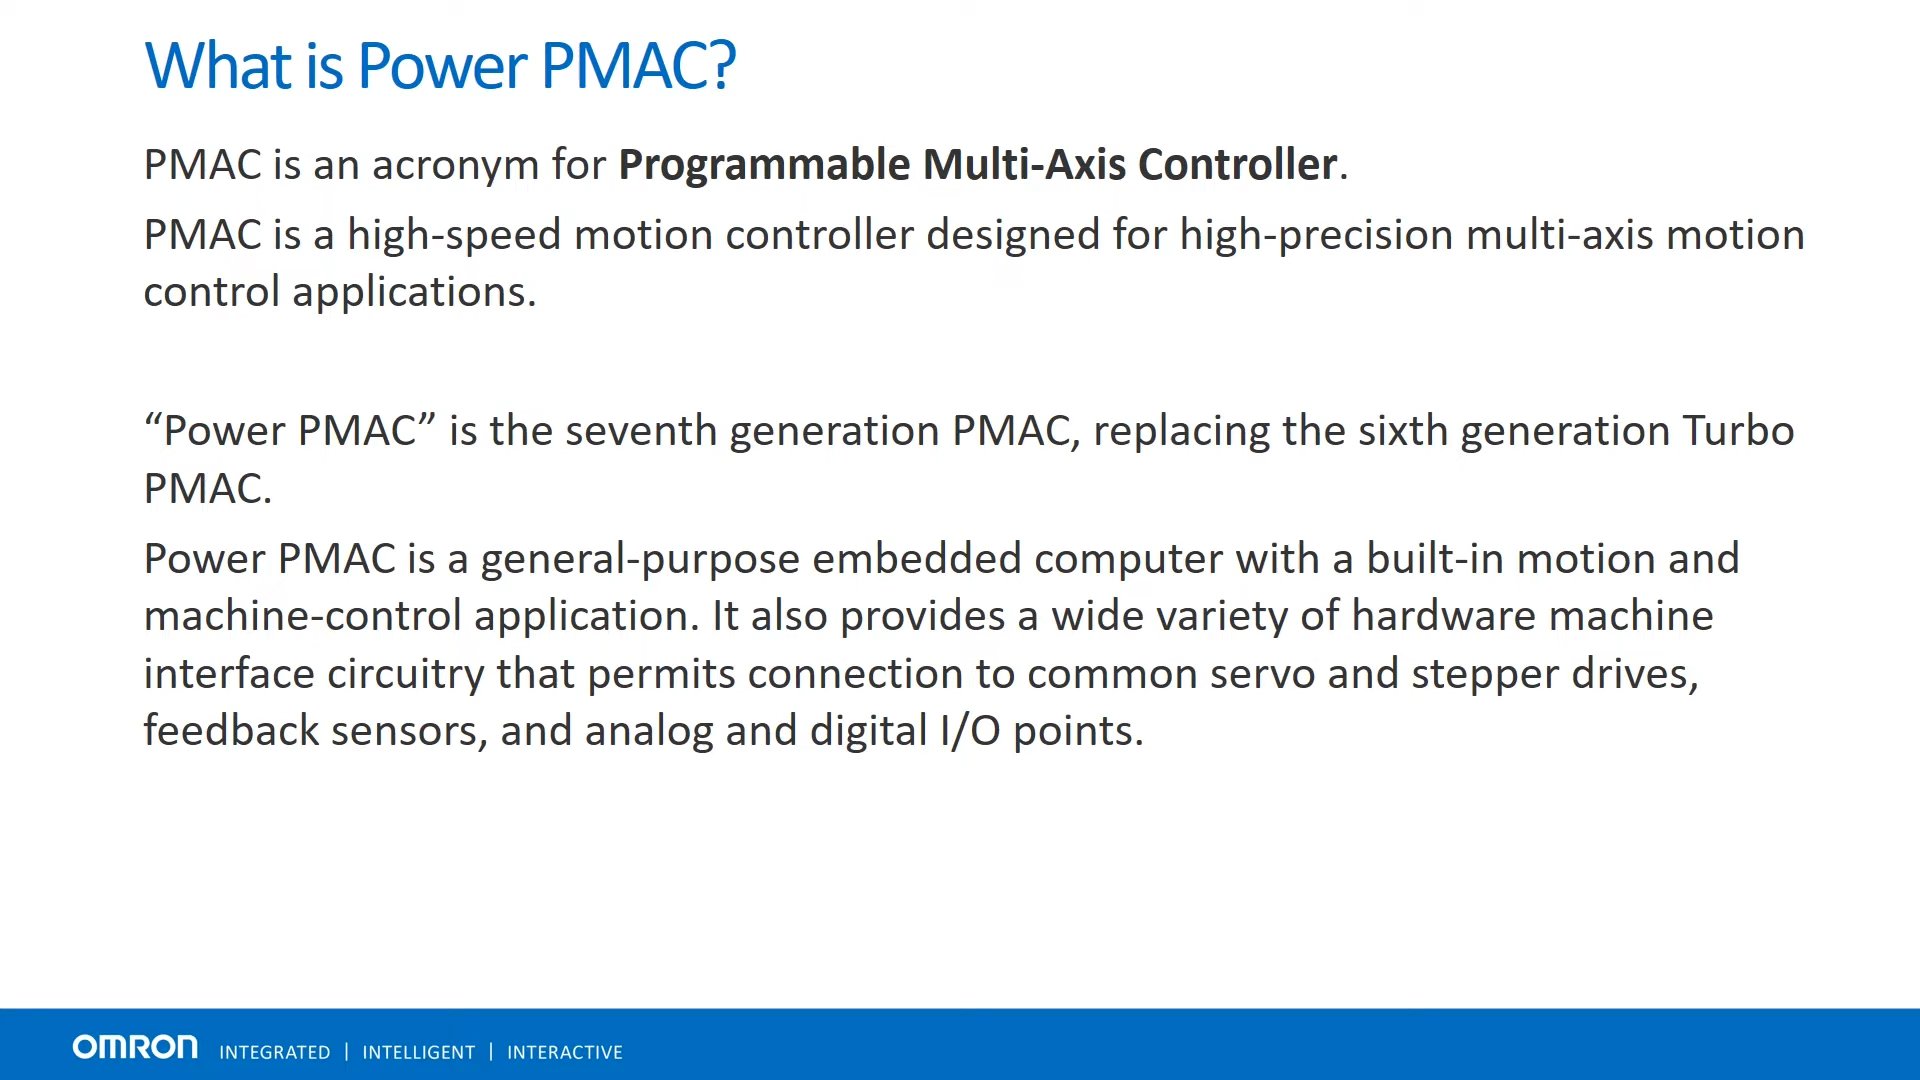 What is Power PMAC?
PMAC is an acronym for Programmable Multi-Axis Controller.
PMAC is a high-speed motion controller designed for high-precision multi-axis motion
control applications.
“Power PMAC” is the seventh generation PMAC, replacing the sixth generation Turbo
PMAC.
Power PMAC is a general-purpose embedded computer with a built-in motion and
machine-control application. It also provides a wide variety of hardware machine
interface circuitry that permits connection to common servo and stepper drives,
feedback sensors, and analog and digital I/O points.
OMRON INTEGRATED | INTELLIGENT | INTERACTIVE